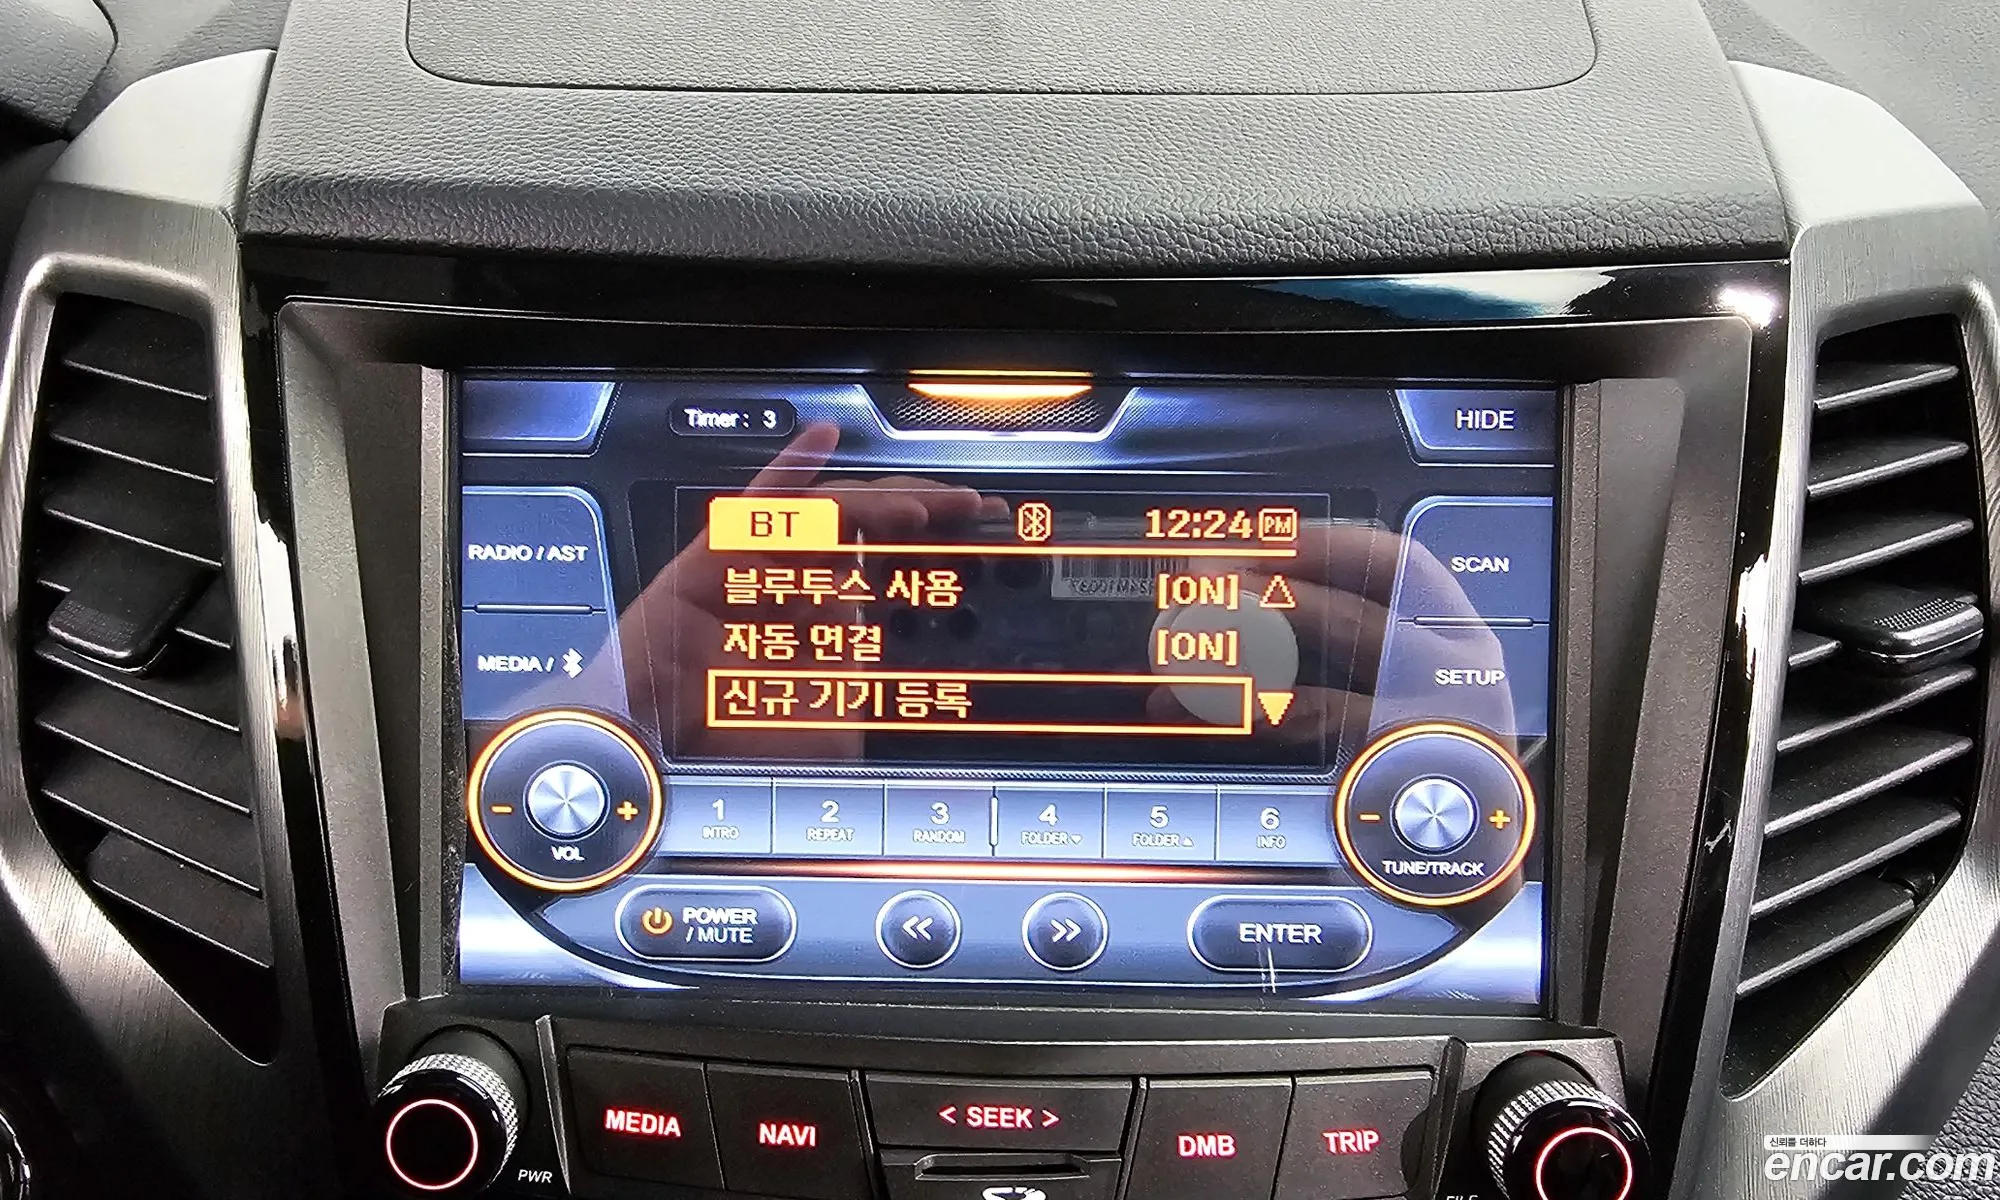 Timer: 3
HIDE
BT
12:24 PM
RADIO / AST
블루투스 사용 [ON]
SCAN
자동 연결 [ON]
MEDIA /
신규 기기 등록
SETUP
- +
VOL
1 INTRO
2 REPEAT
3 RANDOM
4 FOLDER
5 FOLDER
6 INFO
- +
TUNE/TRACK
POWER
/ MUTE
<< >>
ENTER
MEDIA
NAVI
< SEEK >
DMB
TRIP
PWR
신뢰를 더하다
encar.com